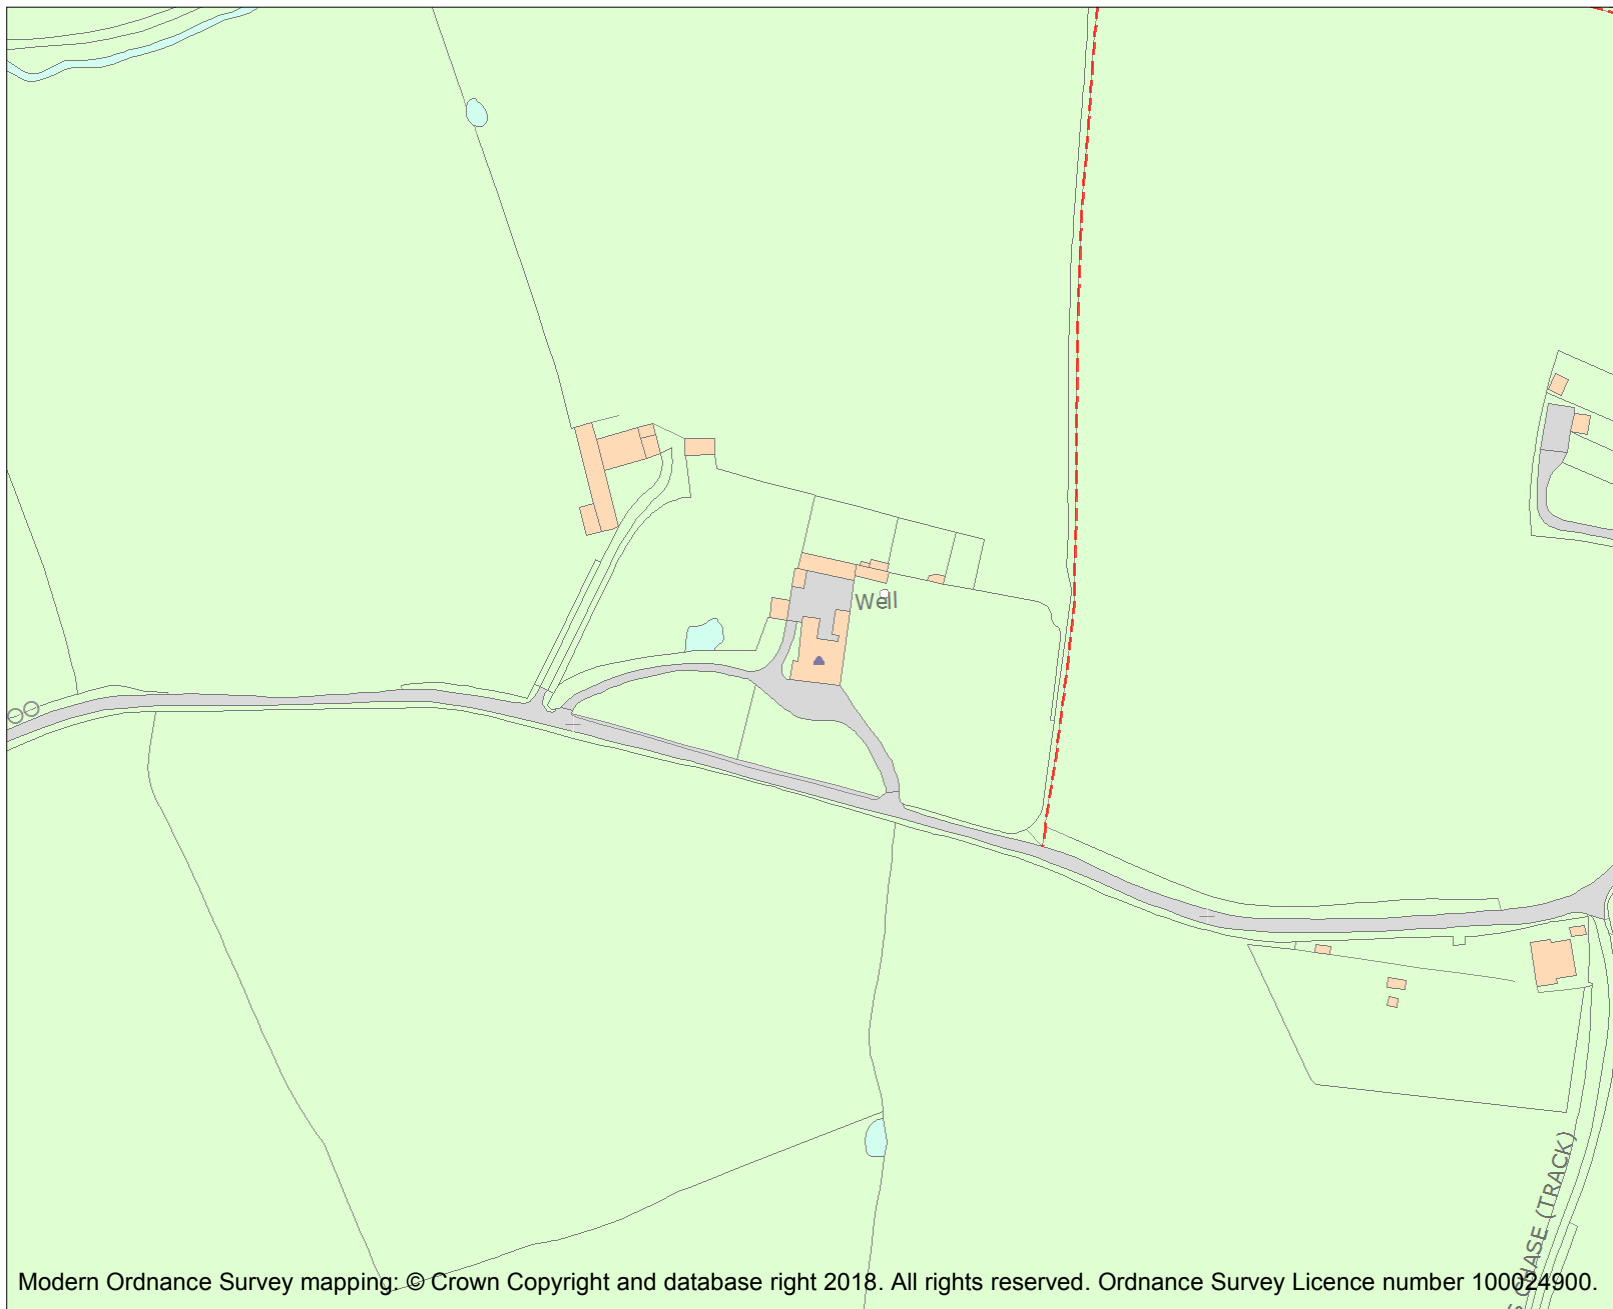 Well
CHASE (TRACK)
Modern Ordnance Survey mapping: © Crown Copyright and database right 2018. All rights reserved. Ordnance Survey Licence number 100024900.